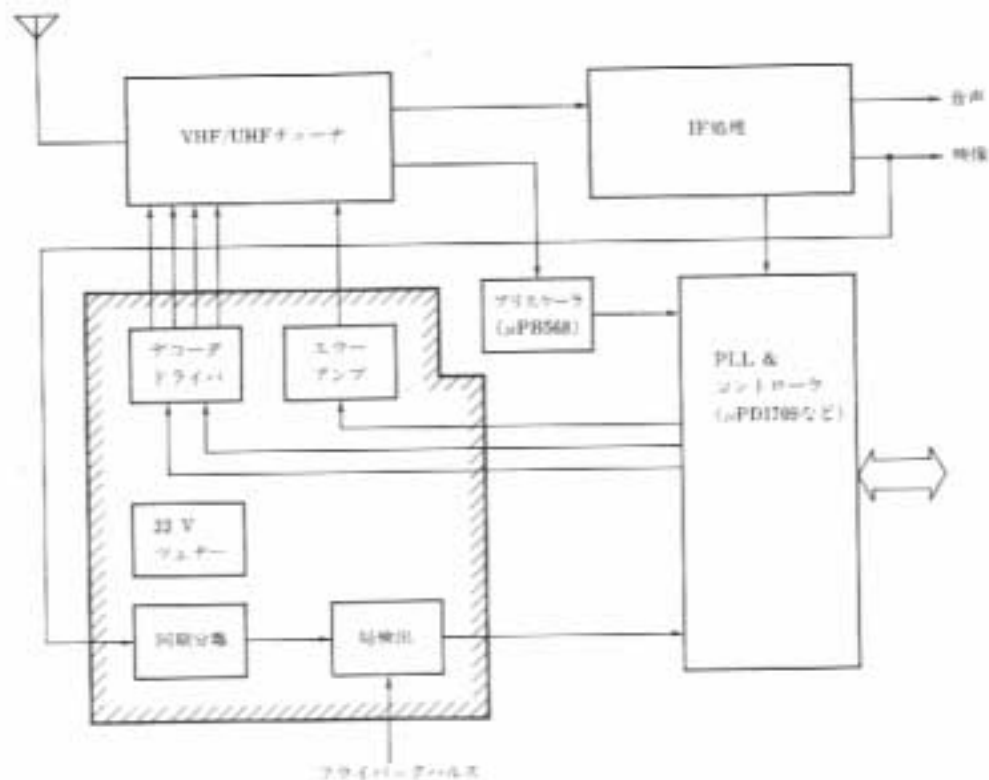 VHF/UHFチューナ
IF処理
音声
映像
プリスケーラ
(μPB568)
デコーダ
ドライバ
エラー
アンプ
PLL &
コントローラ
(μPD1709など)
33 V
ツェナー
同期分離
局検出
フライバックパルス